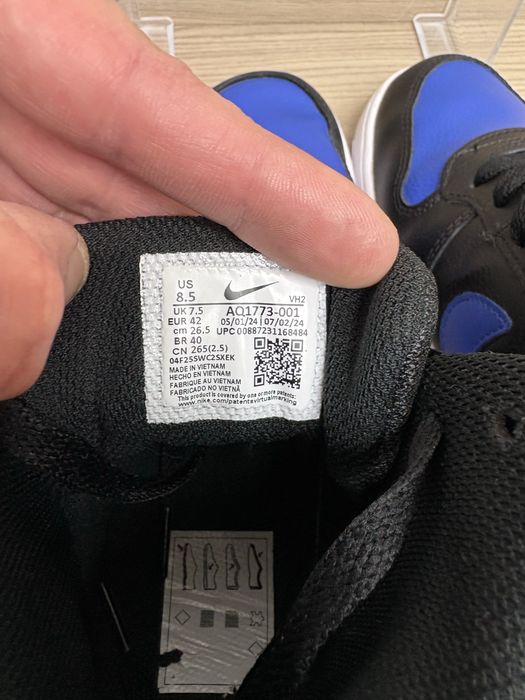 US
8.5
VH2
UK 7.5 AQ1773-001
EUR 42 05/01/24 | 07/02/24
cm 26.5 UPC 00887231168484
BR 40
CN 265(2.5)
04F25SWC2SXEK
MADE IN VIETNAM
HECHO EN VIETNAM
FABRIQUE AU VIETNAM
FABRICADO NO VIETNÃ
This product is covered by one or more patents:
www.nike.com/patentsvirtualmarking